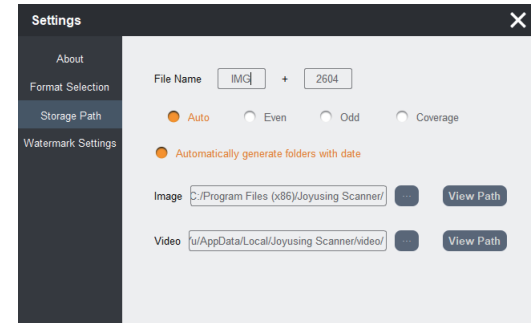 Settings
About
Format Selection
Storage Path
Watermark Settings
File Name IMG + 2604
Auto Even Odd Coverage
Automatically generate folders with date
Image C:/Program Files (x86)/Joyusing Scanner/ ... View Path
Video /AppData/Local/Joyusing Scanner/video/ ... View Path